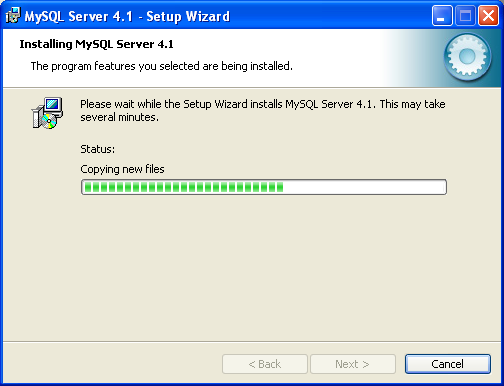 MySQL Server 4.1 - Setup Wizard
Installing MySQL Server 4.1
The program features you selected are being installed.
Please wait while the Setup Wizard installs MySQL Server 4.1. This may take
several minutes.
Status:
Copying new files
< Back
Next >
Cancel